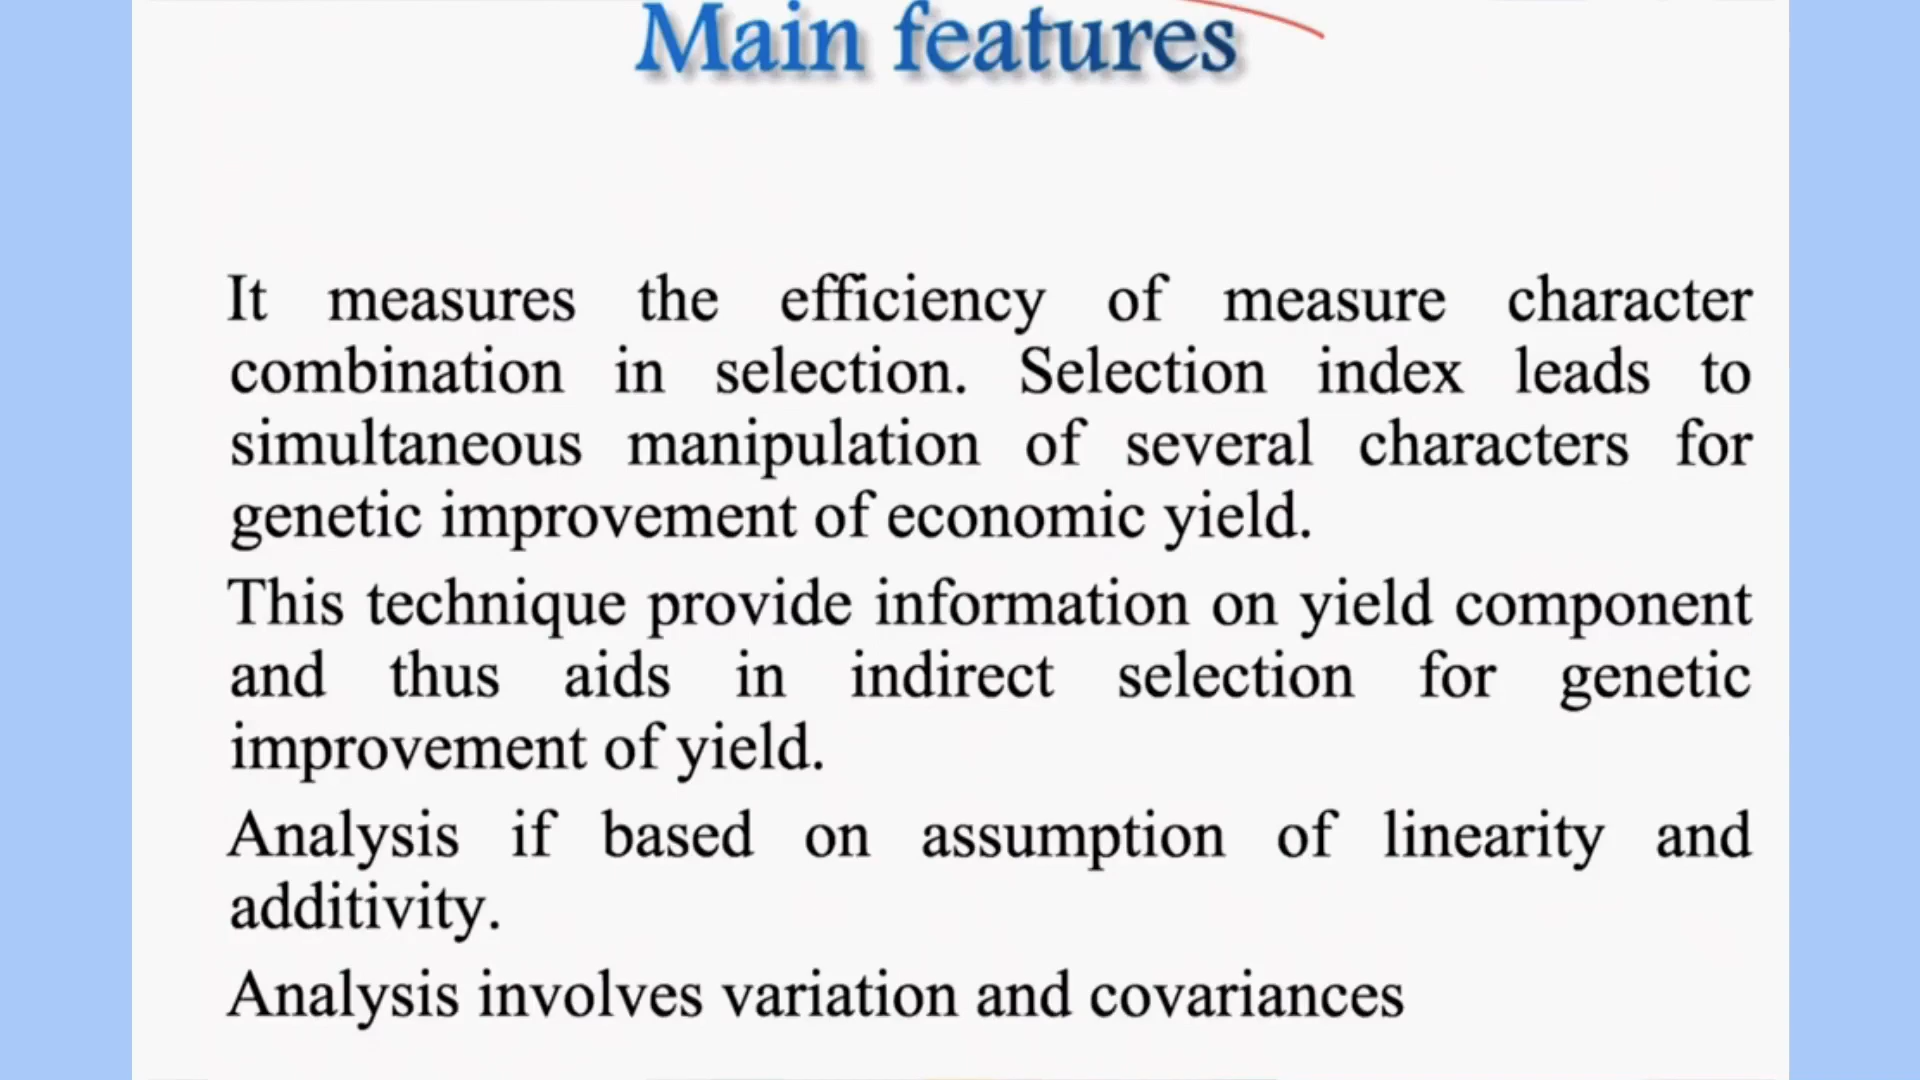 Main features
It measures the efficiency of measure character
combination in selection. Selection index leads to
simultaneous manipulation of several characters for
genetic improvement of economic yield.
This technique provide information on yield component
and thus aids in indirect selection for genetic
improvement of yield.
Analysis if based on assumption of linearity and
additivity.
Analysis involves variation and covariances